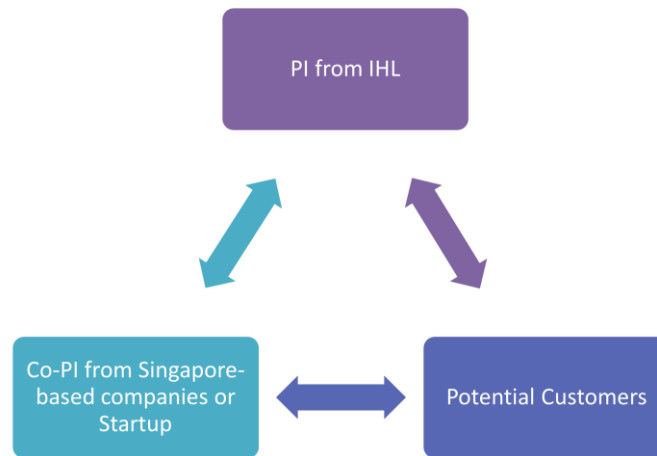 PI from IHL
Co-PI from Singapore-
based companies or
Startup
Potential Customers